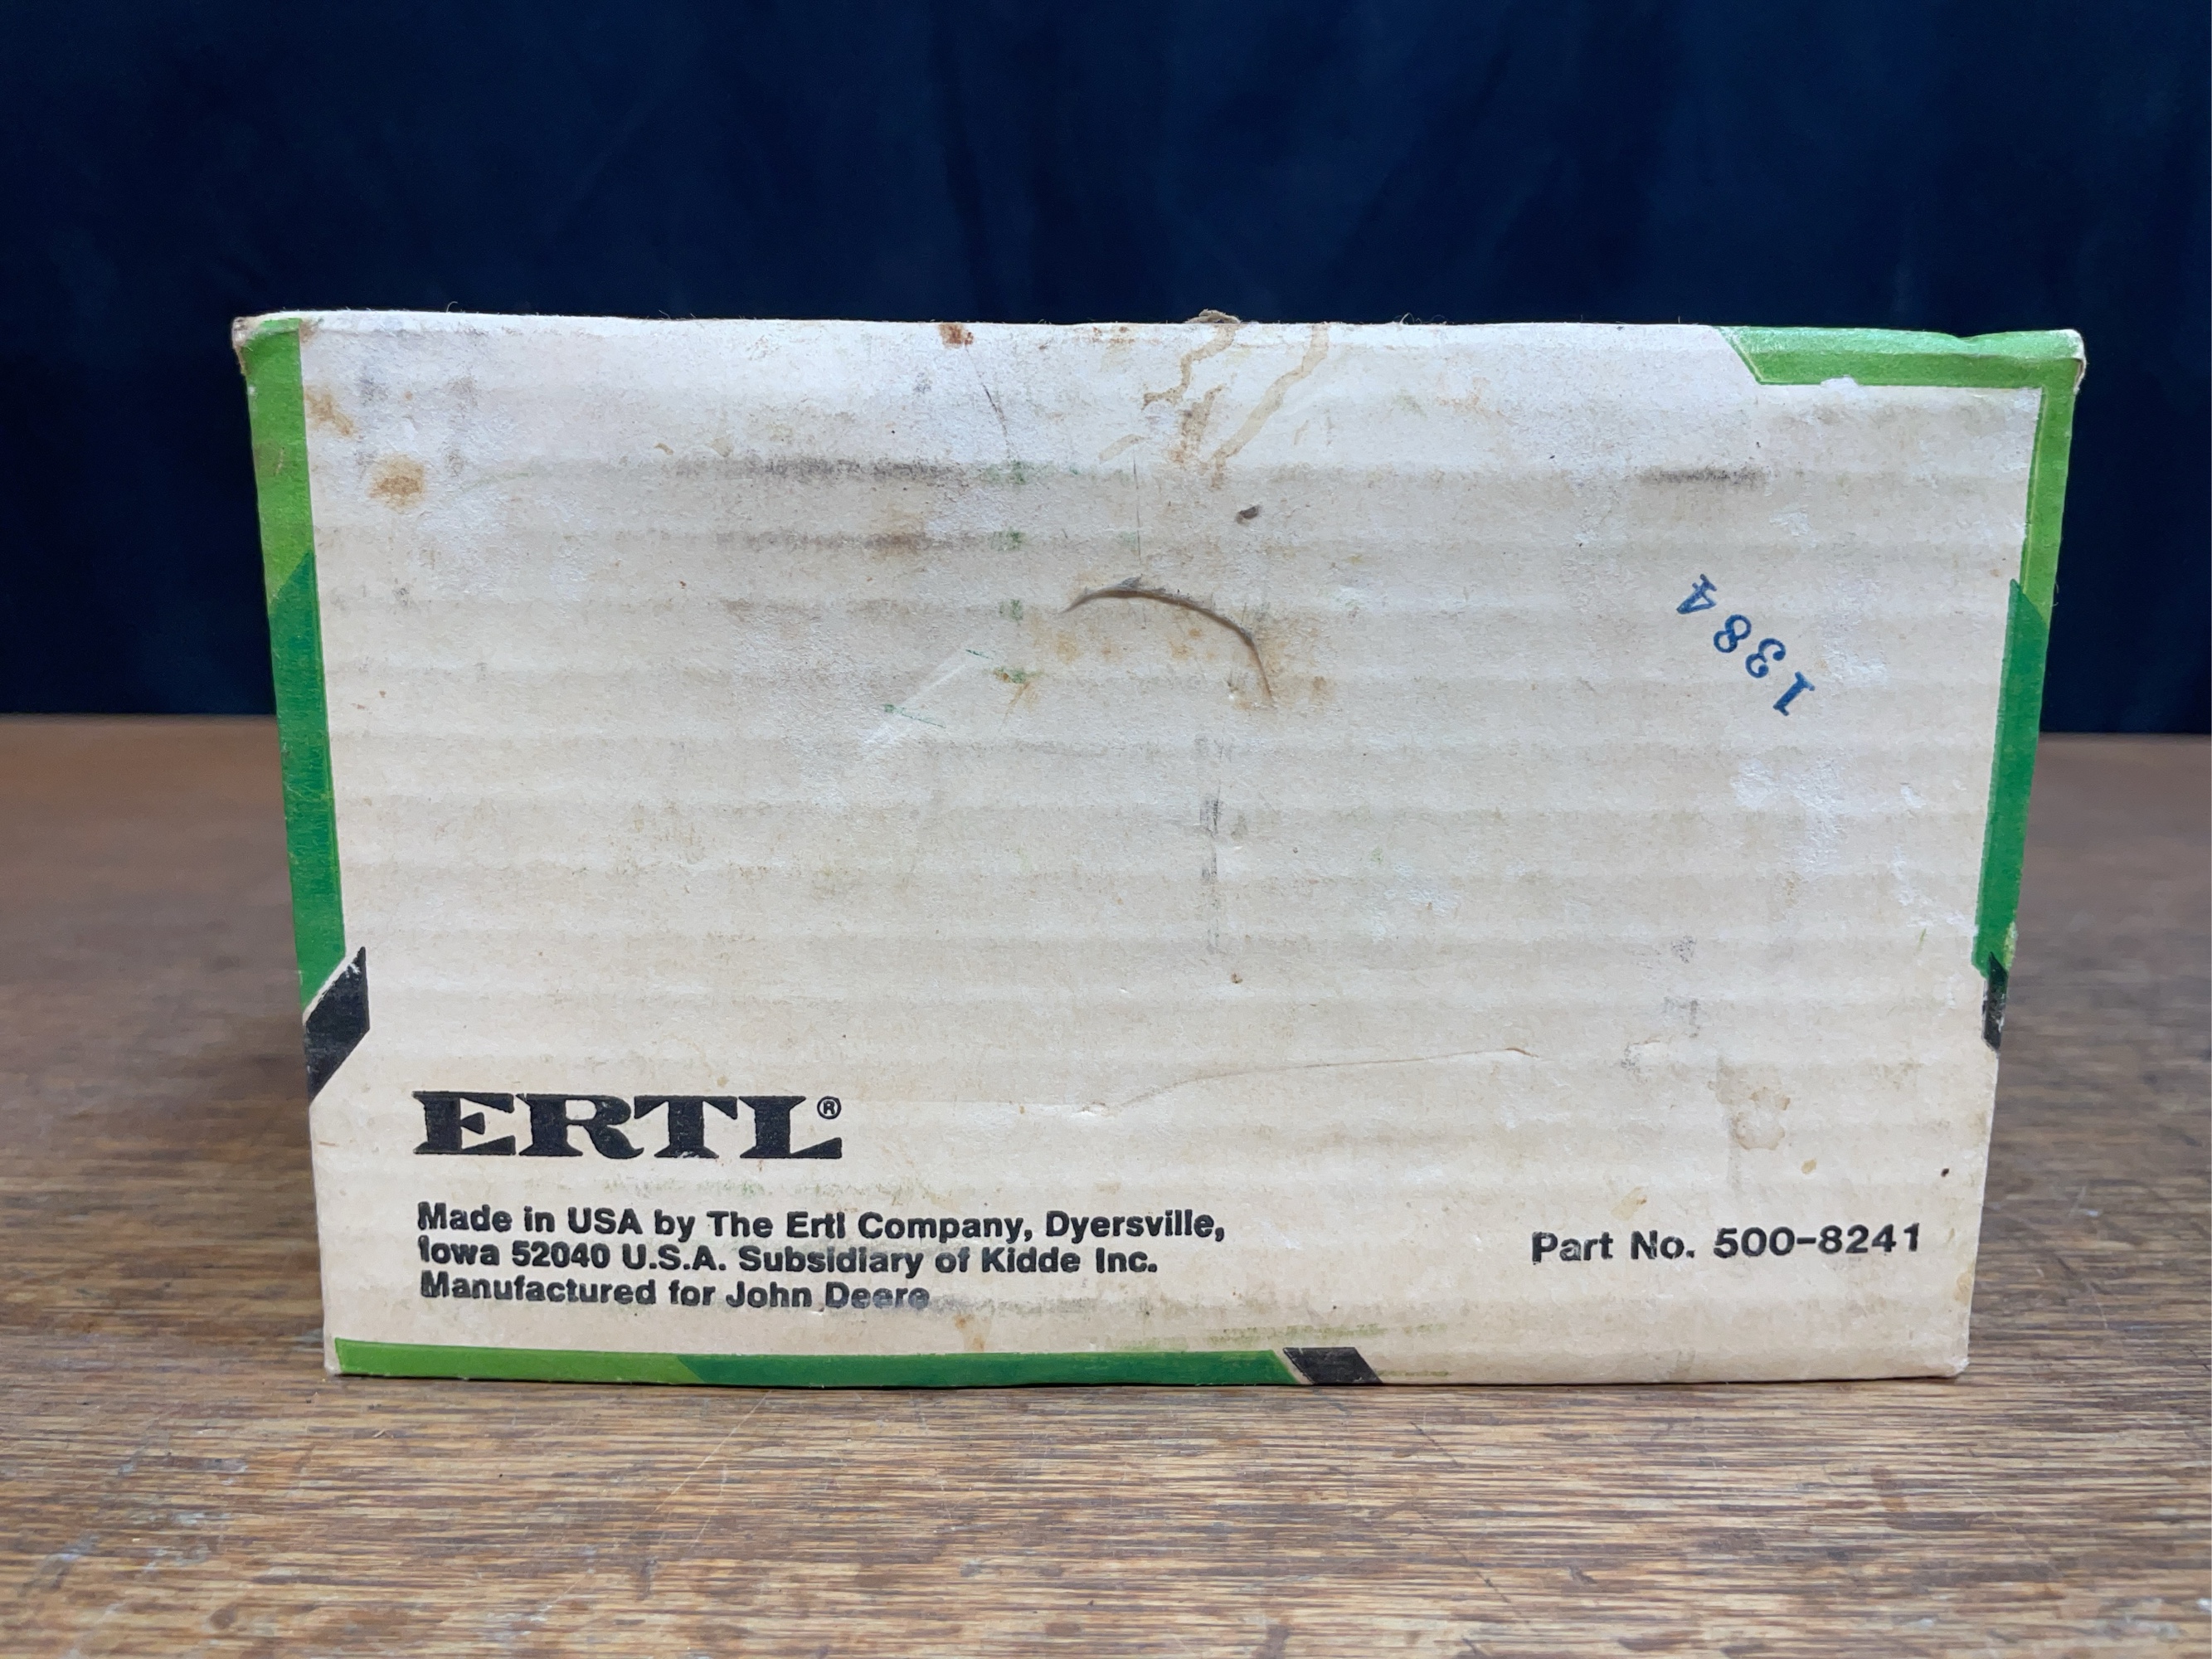 1384
ERTL®
Made in USA by The Ertl Company, Dyersville,
Iowa 52040 U.S.A. Subsidiary of Kidde Inc.
Manufactured for John Deere
Part No. 500-8241